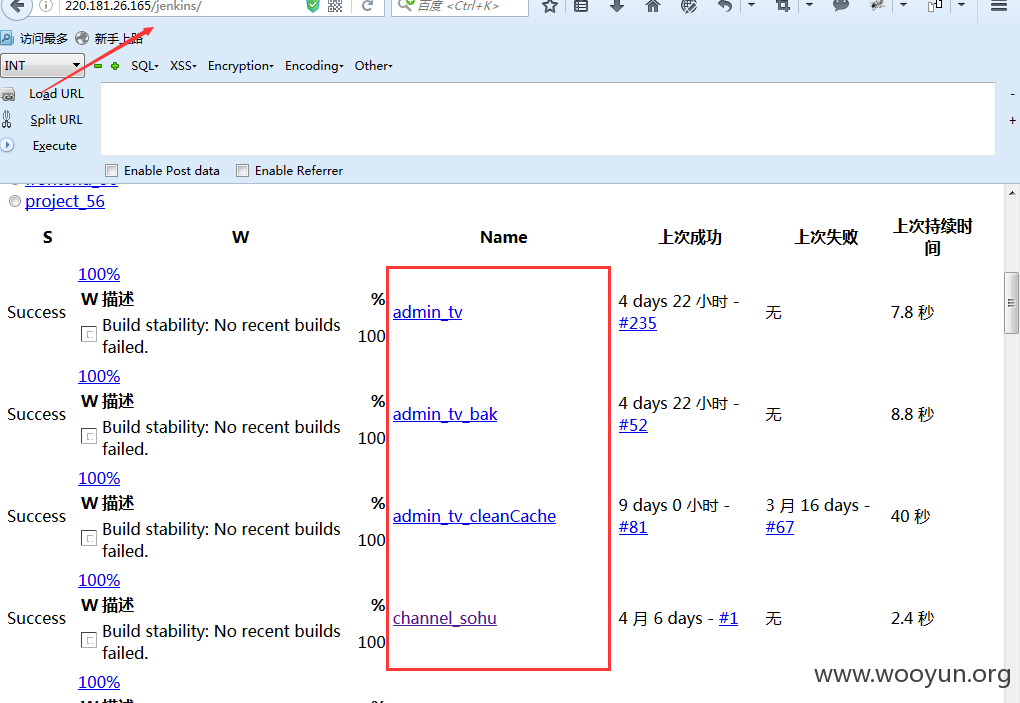 220.181.26.165/jenkins/
百度 <Ctrl+K>
访问最多 新手上路
INT SQL XSS Encryption Encoding Other
Load URL
Split URL
Execute
Enable Post data Enable Referrer
project_56
S W Name 上次成功 上次失败 上次持续时间
Success 100% W 描述 % Build stability: No recent builds failed. 100 admin_tv 4 days 22 小时 - #235 无 7.8 秒
Success 100% W 描述 % Build stability: No recent builds failed. 100 admin_tv_bak 4 days 22 小时 - #52 无 8.8 秒
Success 100% W 描述 % Build stability: No recent builds failed. 100 admin_tv_cleanCache 9 days 0 小时 - #81 3 月 16 days - #67 40 秒
Success 100% W 描述 % Build stability: No recent builds failed. 100 channel_sohu 4 月 6 days - #1 无 2.4 秒
100%
www.wooyun.org